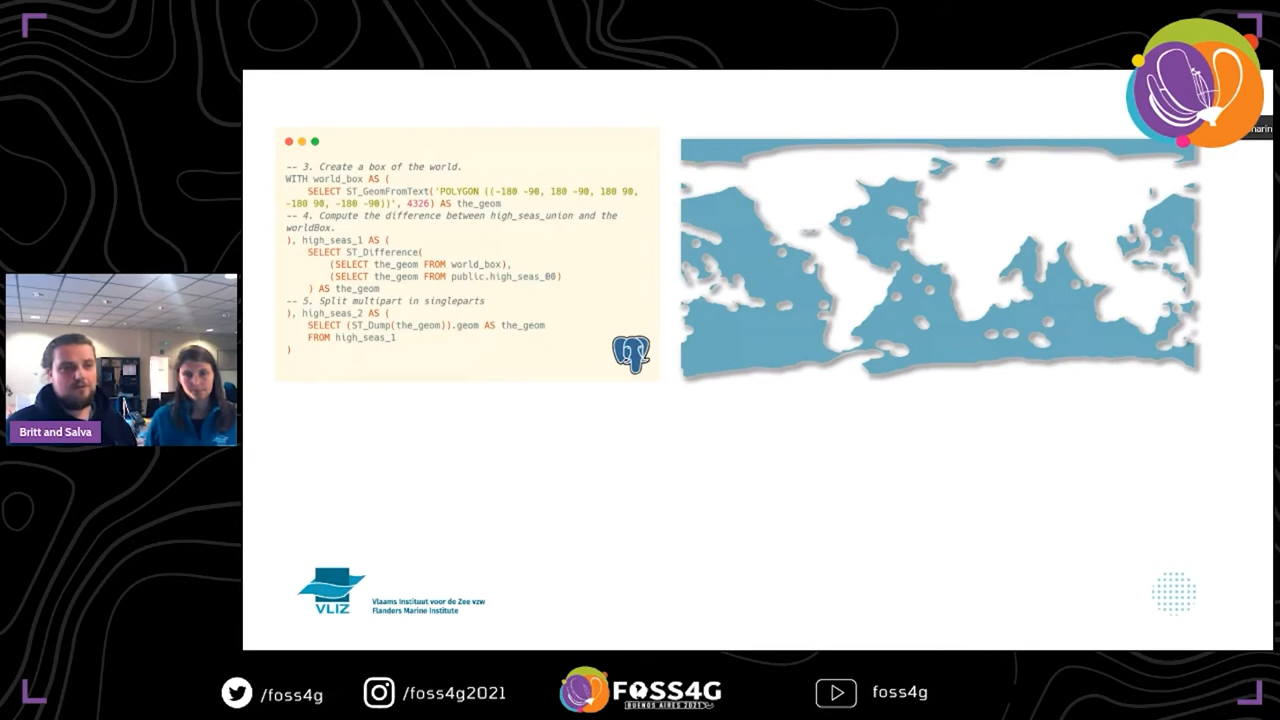 -- 3. Create a box of the world.
WITH world_box AS (
SELECT ST_GeomFromText('POLYGON ((-180 -90, 180 -90, 180 90,
-180 90, -180 -90))', 4326) AS the_geom
-- 4. Compute the difference between high_seas_union and the
worldBox.
), high_seas_1 AS (
SELECT ST_Difference(
(SELECT the_geom FROM world_box),
(SELECT the_geom FROM public.high_seas_00)
) AS the_geom
-- 5. Split multipart in singleparts
), high_seas_2 AS (
SELECT (ST_Dump(the_geom)).geom AS the_geom
FROM high_seas_1
)
Britt and Salva
VLIZ
Vlaams Instituut voor de Zee vzw
Flanders Marine Institute
/foss4g
/foss4g2021
FOSS4G
BUENOS AIRES 2021
foss4g